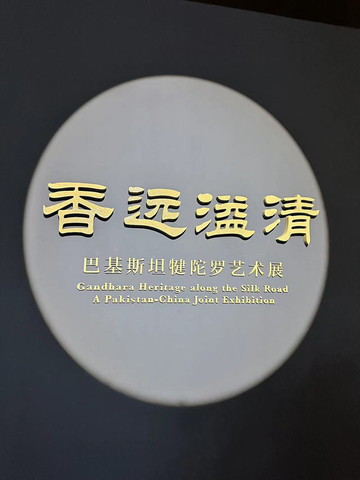 香远溢清
巴基斯坦犍陀罗艺术展
Gandhara Heritage along the Silk Road
A Pakistan-China Joint Exhibition